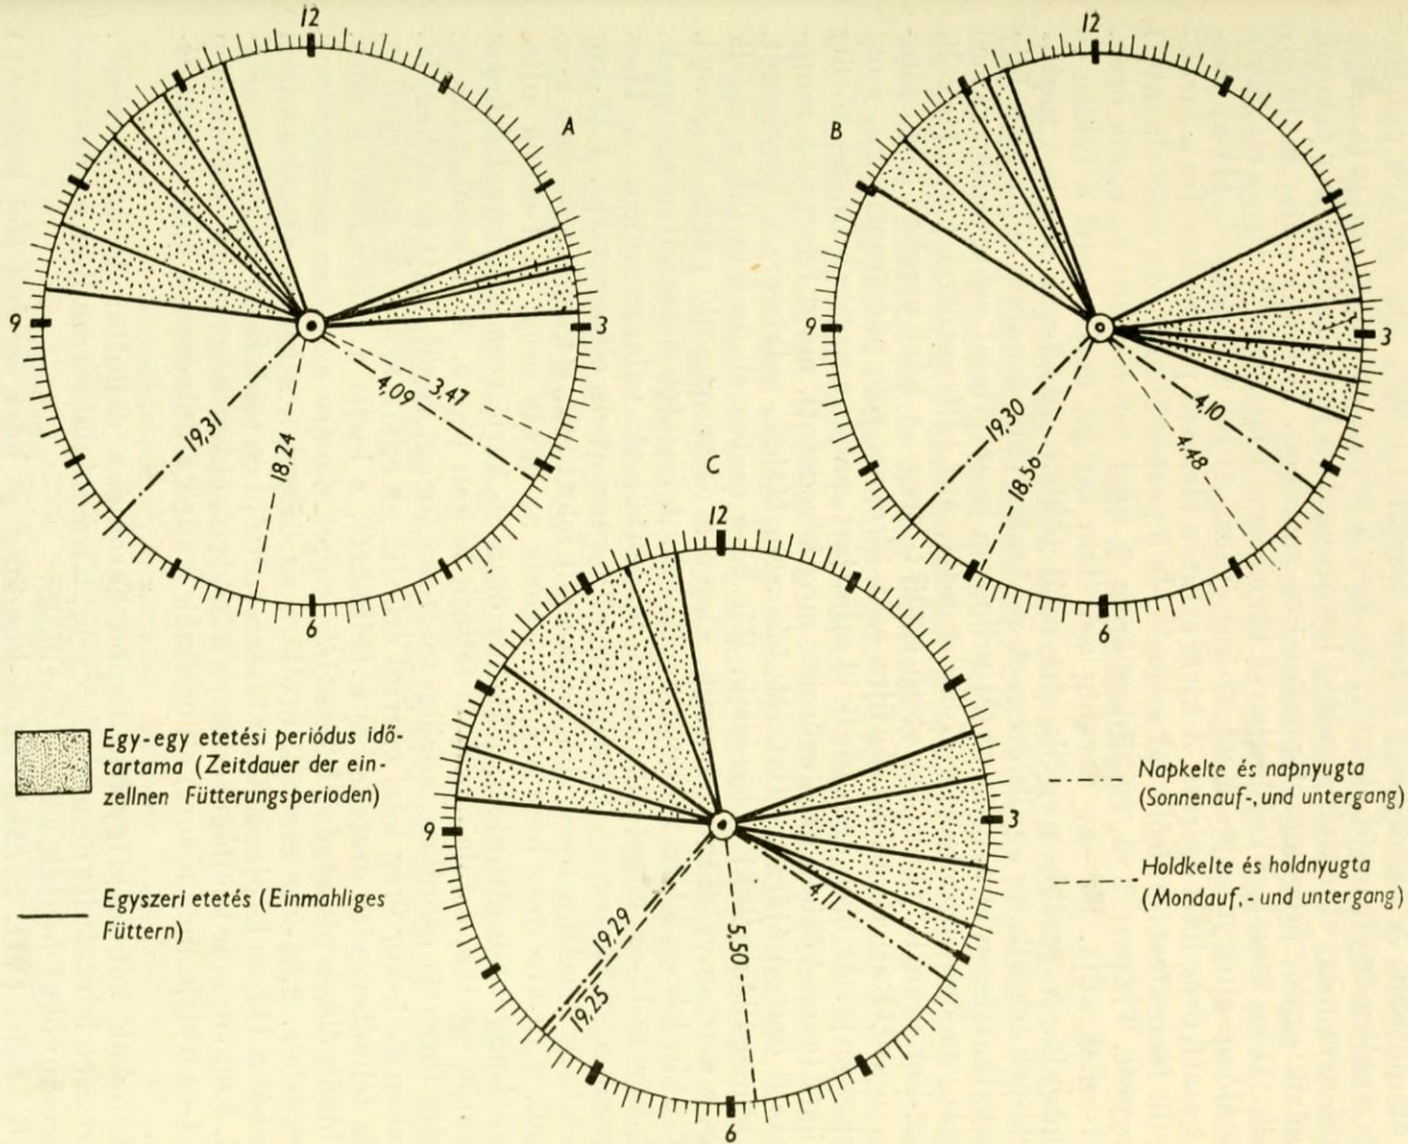 12
A
9
3
3,47
4,09
19,31
18,24
6
12
B
9
3
19,30
4,10
18,56
4,48
6
C
12
9
3
4,11
19,29
5,50
19,25
6
Egy-egy etetési periódus idő-
tartama (Zeitdauer der ein-
zellnen Fütterungsperioden)
Egyszeri etetés (Einmahliges
Füttern)
Napkelte és napnyugta
(Sonnenauf-, und untergang)
Holdkelte és holdnyugta
(Mondauf,- und untergang)